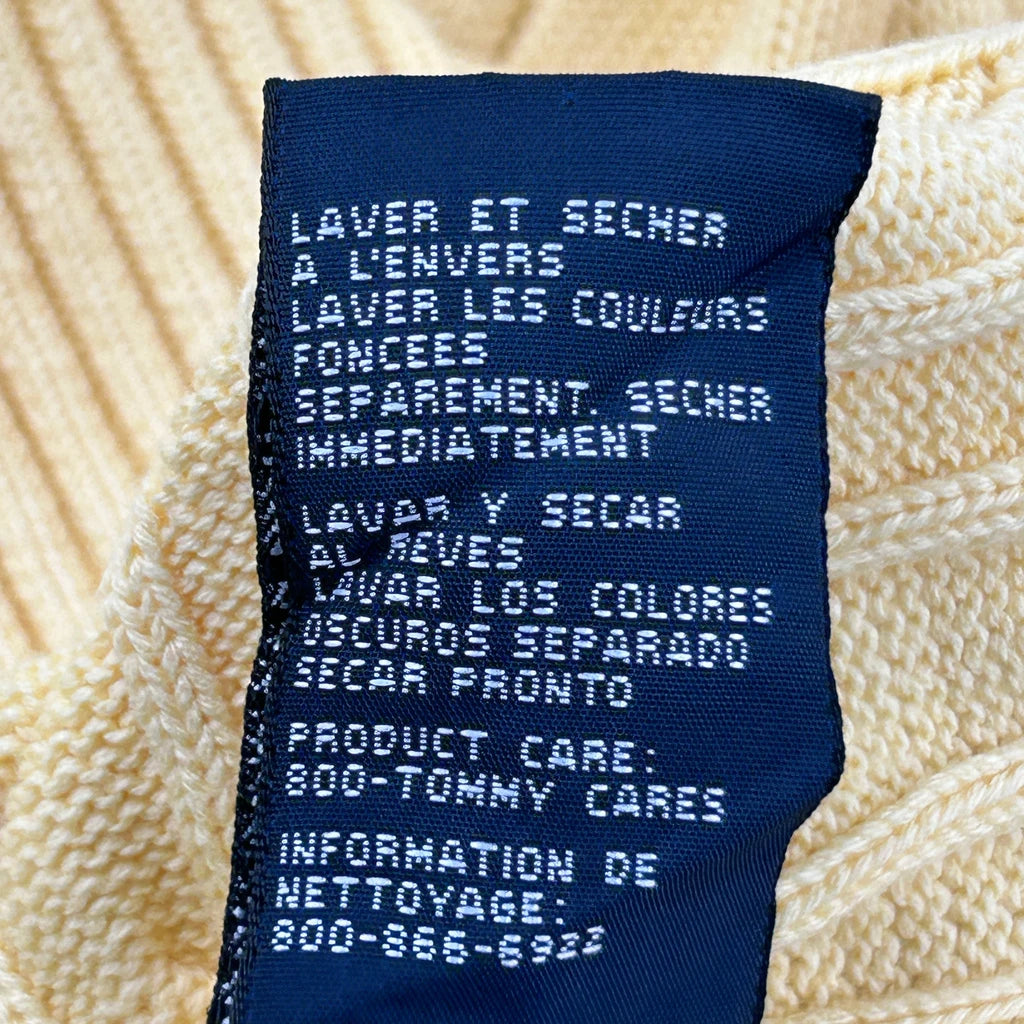 LAVER ET SECHER
A L'ENVERS
LAVER LES COULEURS
FONCEES
SEPAREMENT. SECHER
IMMEDIATEMENT
LAVAR Y SECAR
AL REVES
LAVAR LOS COLORES
OSCUROS SEPARADO
SECAR PRONTO
PRODUCT CARE:
800-TOMMY CARES
INFORMATION DE
NETTOYAGE:
800-866-6922